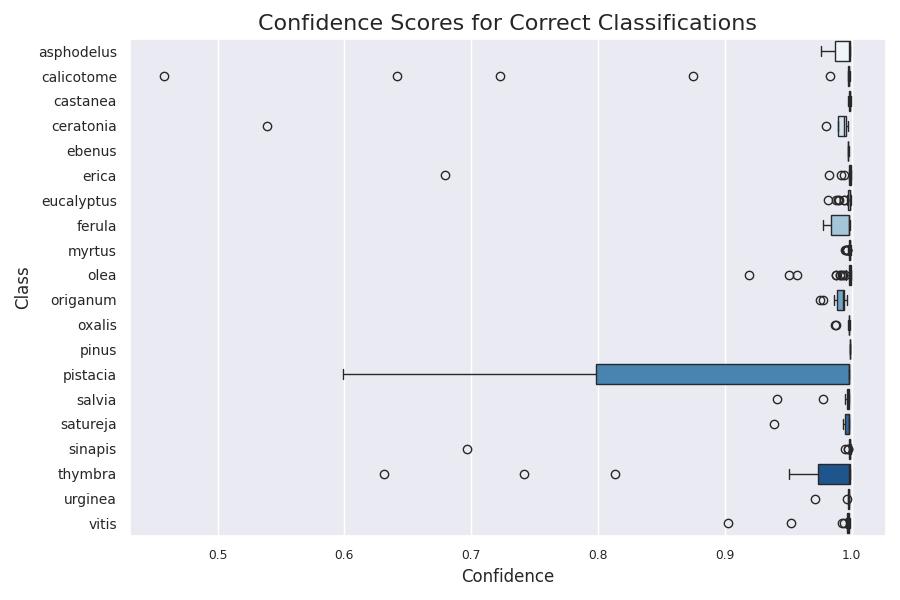 Confidence Scores for Correct Classifications
asphodelus
calicotome
castanea
ceratonia
ebenus
erica
eucalyptus
ferula
myrtus
olea
origanum
oxalis
pinus
pistacia
salvia
satureja
sinapis
thymbra
urginea
vitis
Class
0.5 0.6 0.7 0.8 0.9 1.0
Confidence